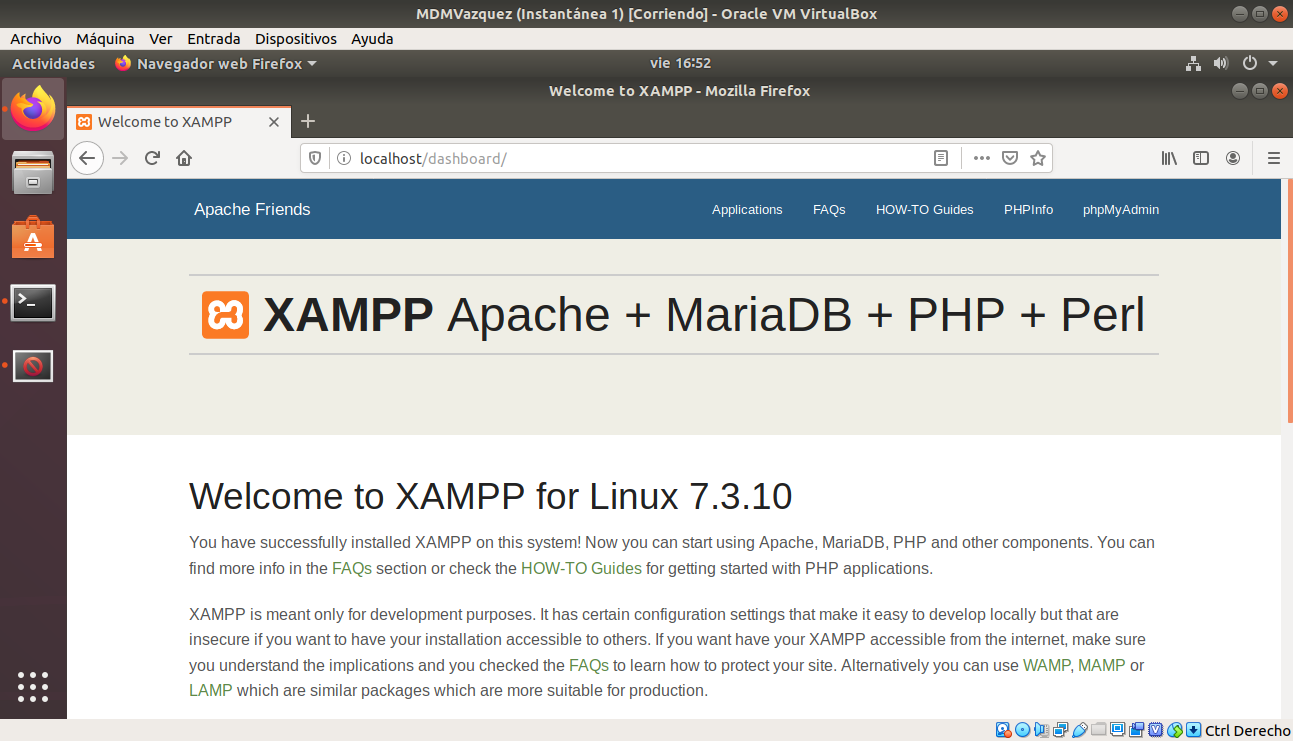 MDMVazquez (Instantánea 1) [Corriendo] - Oracle VM VirtualBox
Archivo Máquina Ver Entrada Dispositivos Ayuda
Actividades Navegador web Firefox vie 16:52
Welcome to XAMPP - Mozilla Firefox
Welcome to XAMPP
localhost/dashboard/
Apache Friends Applications FAQs HOW-TO Guides PHPInfo phpMyAdmin
XAMPP Apache + MariaDB + PHP + Perl
Welcome to XAMPP for Linux 7.3.10
You have successfully installed XAMPP on this system! Now you can start using Apache, MariaDB, PHP and other components. You can
find more info in the FAQs section or check the HOW-TO Guides for getting started with PHP applications.
XAMPP is meant only for development purposes. It has certain configuration settings that make it easy to develop locally but that are
insecure if you want to have your installation accessible to others. If you want have your XAMPP accessible from the internet, make sure
you understand the implications and you checked the FAQs to learn how to protect your site. Alternatively you can use WAMP, MAMP or
LAMP which are similar packages which are more suitable for production.
Ctrl Derecho